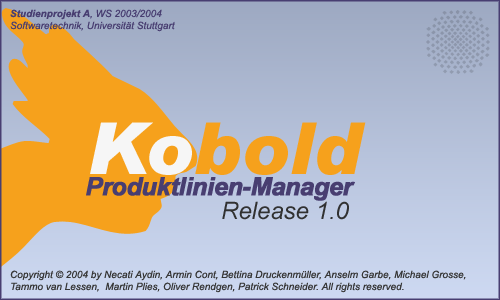 Studienprojekt A, WS 2003/2004
Softwaretechnik, Universität Stuttgart
Kobold
Produktlinien-Manager
Release 1.0
Copyright © 2004 by Necati Aydin, Armin Cont, Bettina Druckenmüller, Anselm Garbe, Michael Grosse,
Tammo van Lessen, Martin Plies, Oliver Rendgen, Patrick Schneider. All rights reserved.